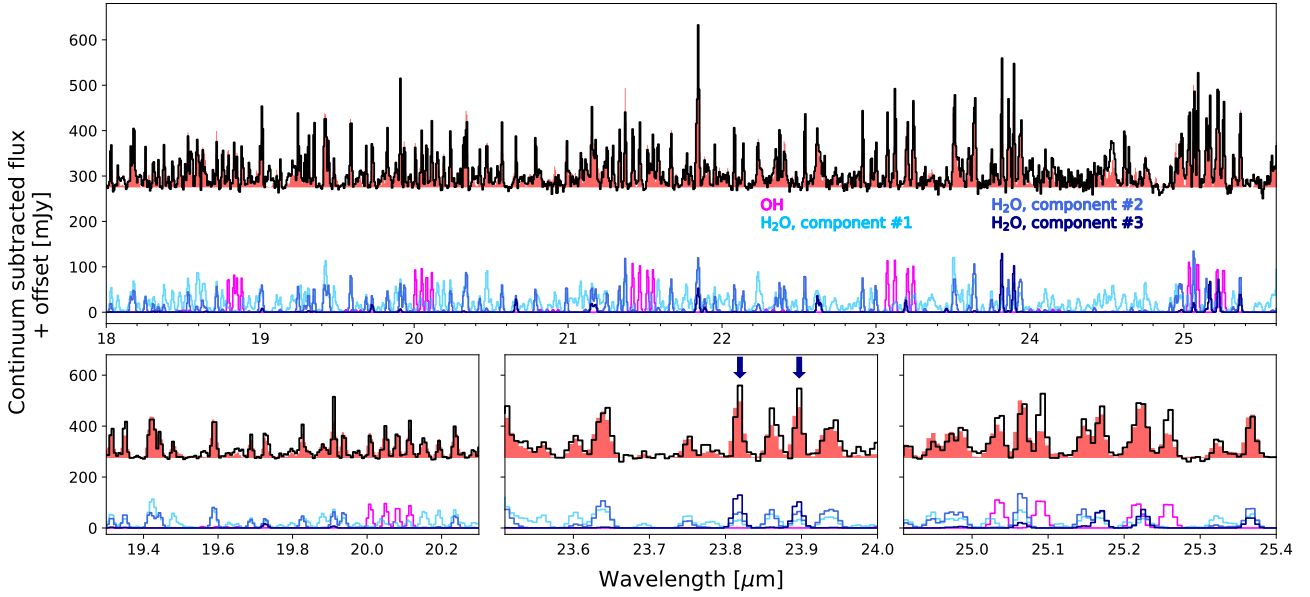 Continuum subtracted flux
+ offset [mJy]
600
500
400
300
200
100
0
OH
H₂O, component #1
H₂O, component #2
H₂O, component #3
18 19 20 21 22 23 24 25
600
400
200
0
19.4 19.6 19.8 20.0 20.2
23.6 23.7 23.8 23.9 24.0
25.0 25.1 25.2 25.3 25.4
Wavelength [μm]